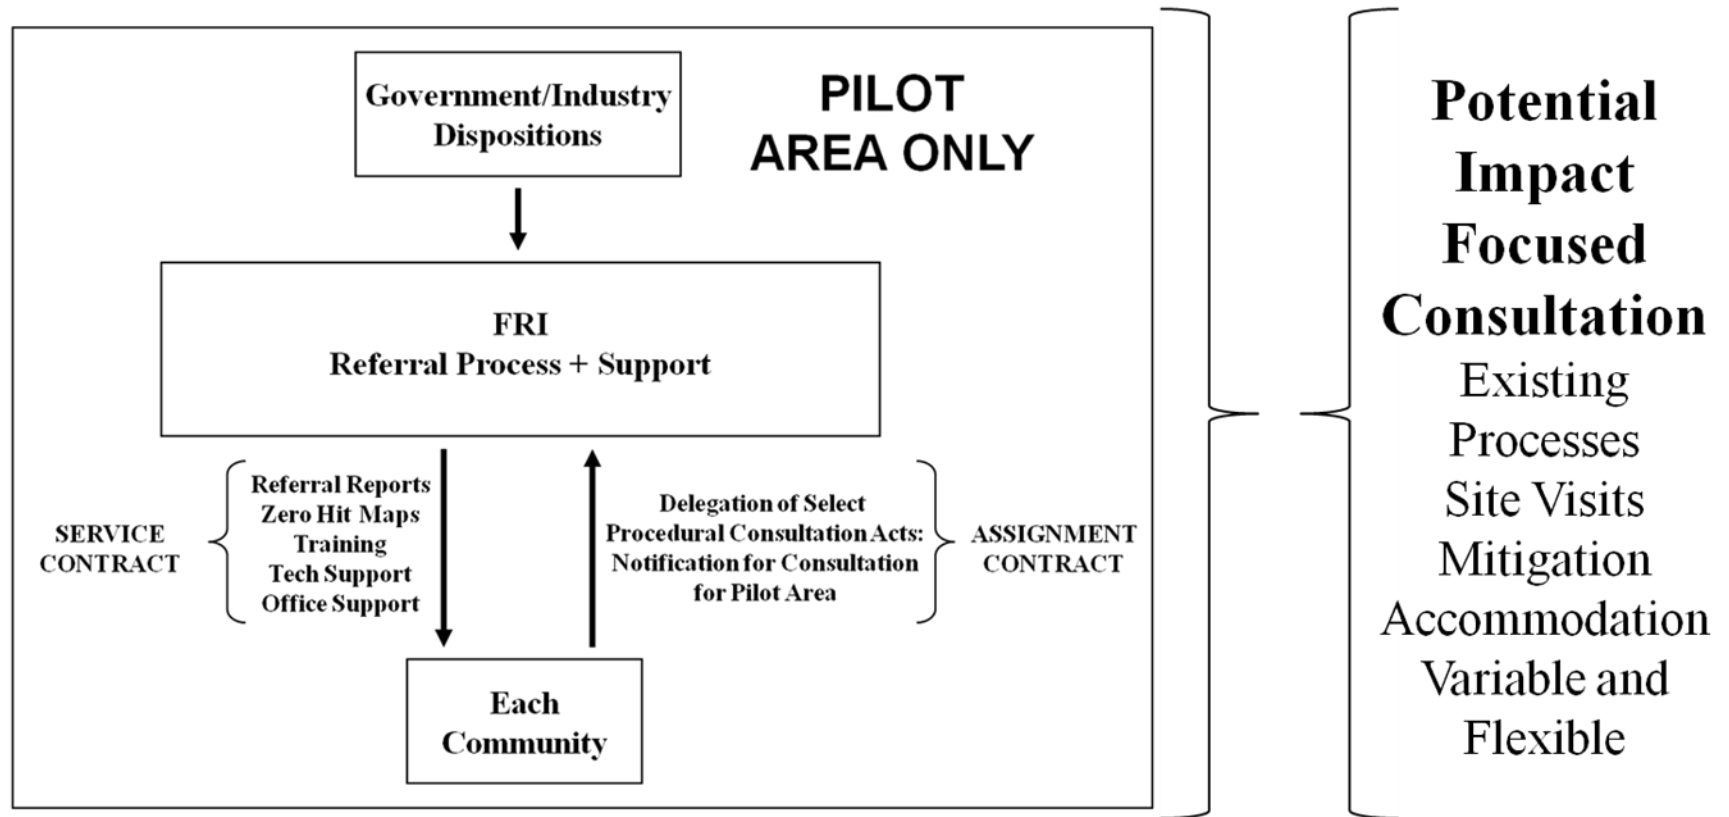 Government/Industry
Dispositions
PILOT
AREA ONLY
FRI
Referral Process + Support
SERVICE
CONTRACT
Referral Reports
Zero Hit Maps
Training
Tech Support
Office Support
Delegation of Select
Procedural Consultation Acts:
Notification for Consultation
for Pilot Area
ASSIGNMENT
CONTRACT
Each
Community
Potential
Impact
Focused
Consultation
Existing
Processes
Site Visits
Mitigation
Accommodation
Variable and
Flexible